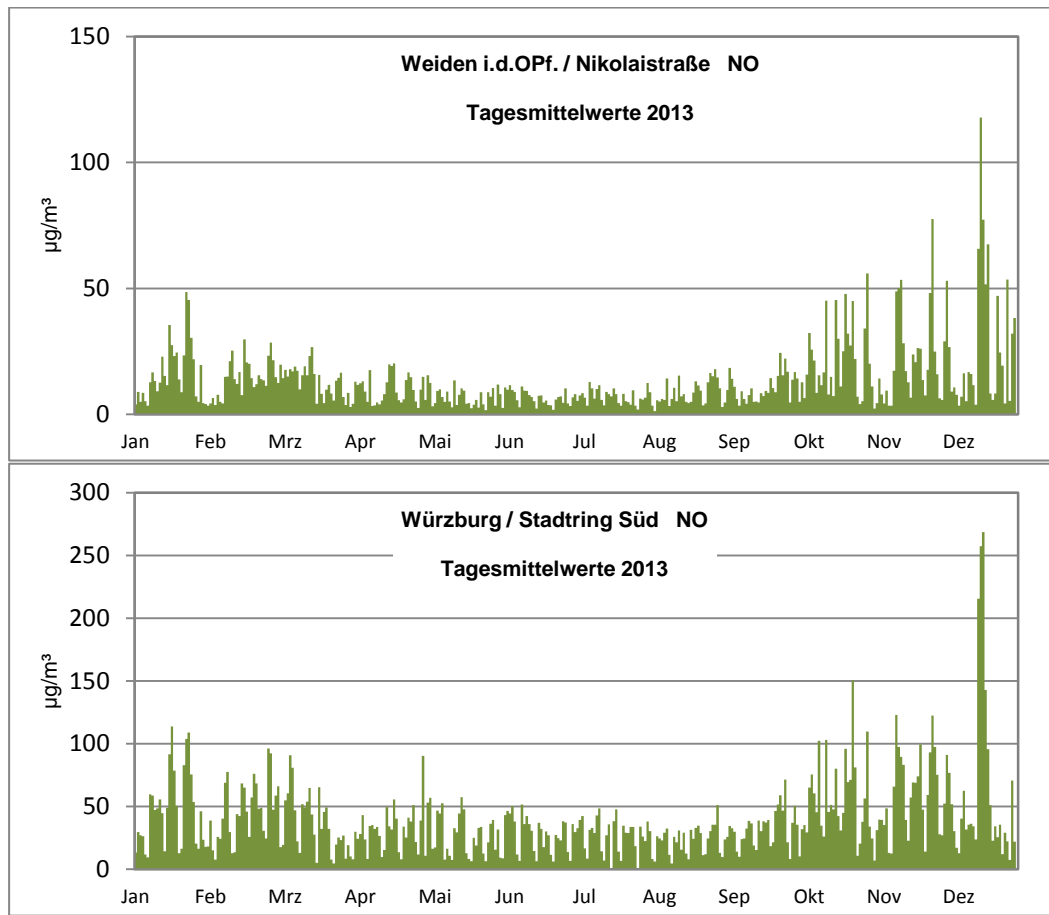 Weiden i.d.OPf. / Nikolaistraße NO
Tagesmittelwerte 2013
µg/m³
150
100
50
0
Jan Feb Mrz Apr Mai Jun Jul Aug Sep Okt Nov Dez
Würzburg / Stadtring Süd NO
Tagesmittelwerte 2013
µg/m³
300
250
200
150
100
50
0
Jan Feb Mrz Apr Mai Jun Jul Aug Sep Okt Nov Dez